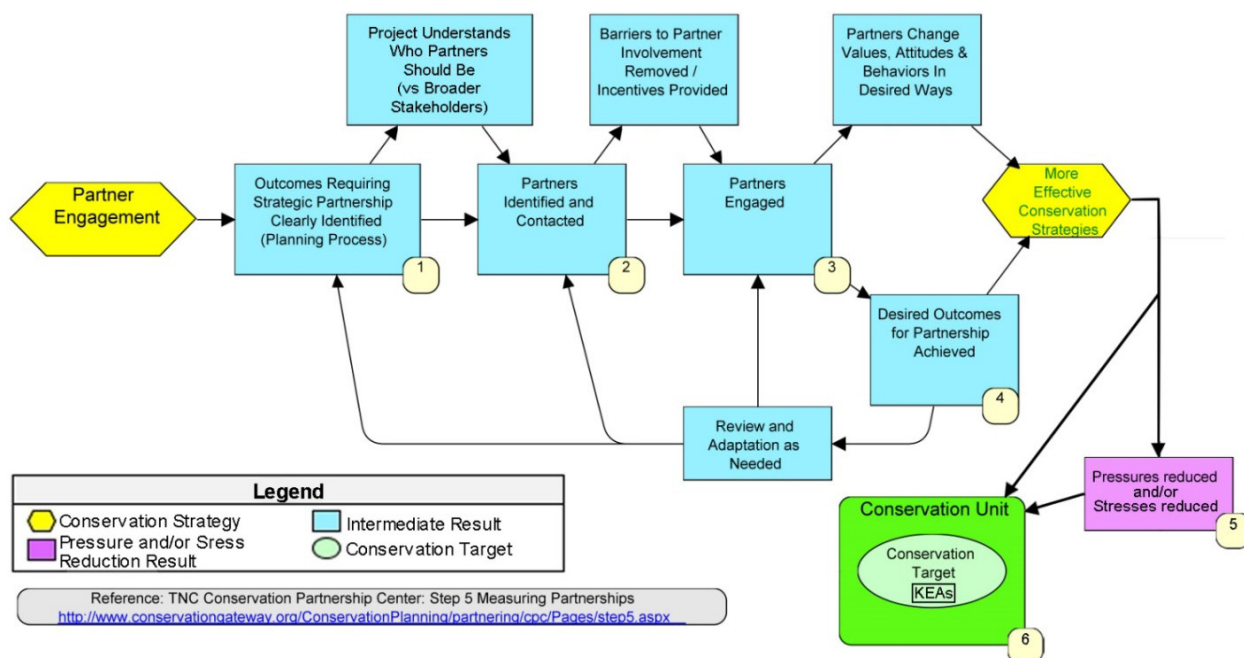 Project Understands
Who Partners
Should Be
(vs Broader
Stakeholders)
Barriers to Partner
Involvement
Removed /
Incentives Provided
Partners Change
Values, Attitudes &
Behaviors In
Desired Ways
Partner
Engagement
Outcomes Requiring
Strategic Partnership
Clearly Identified
(Planning Process)
1
Partners
Identified and
Contacted
2
Partners
Engaged
3
More
Effective
Conservation
Strategies
Desired Outcomes
for Partnership
Achieved
4
Review and
Adaptation as
Needed
Pressures reduced
and/or
Stresses reduced
5
Conservation Unit
Conservation
Target
KEAs
6
Legend
Conservation Strategy
Intermediate Result
Pressure and/or Sress
Reduction Result
Conservation Target
Reference: TNC Conservation Partnership Center: Step 5 Measuring Partnerships
http://www.conservationgateway.org/ConservationPlanning/partnering/cpc/Pages/step5.aspx